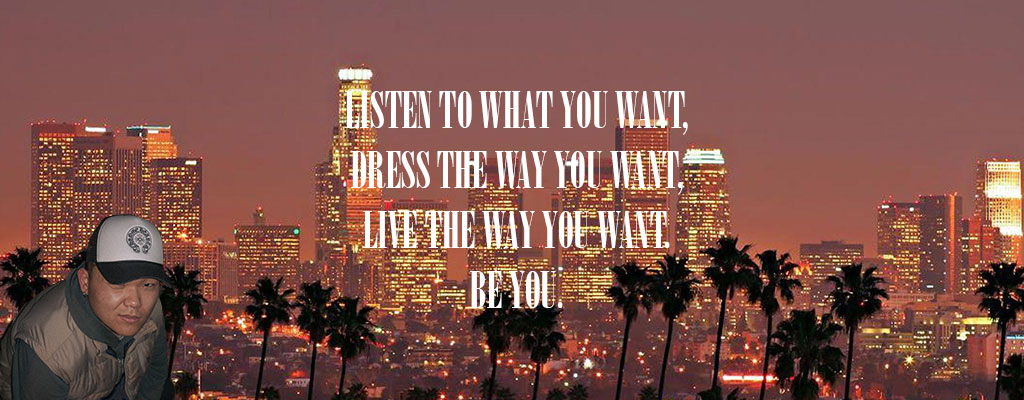 LISTEN TO WHAT YOU WANT,
DRESS THE WAY YOU WANT,
LIVE THE WAY YOU WANT.
BE YOU.